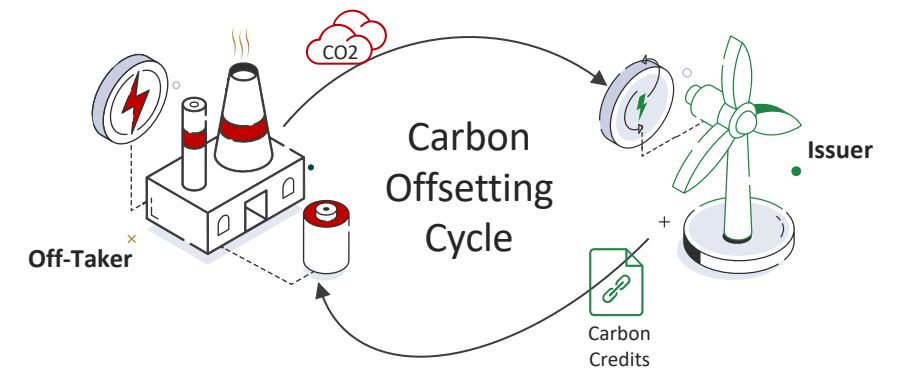 CO2
Carbon
Offsetting
Cycle
Issuer
Off-Taker
Carbon
Credits